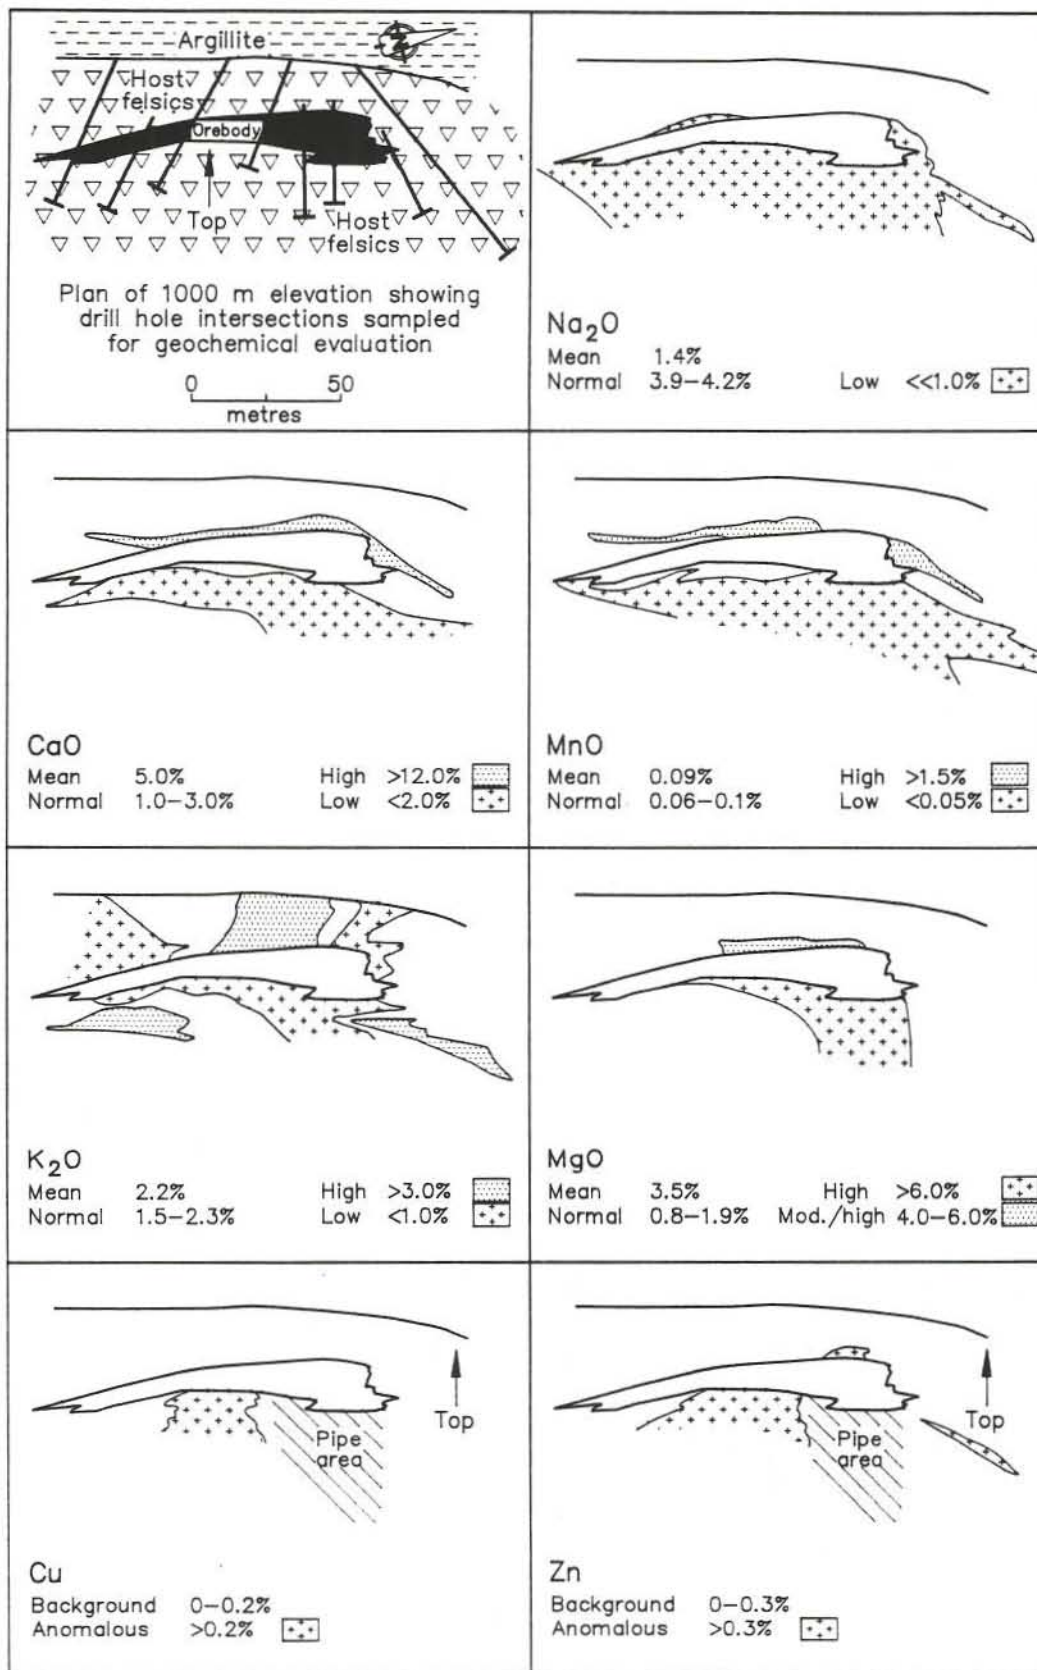 Argillite
Host
felsics
Orebody
Top
Host
felsics
Plan of 1000 m elevation showing
drill hole intersections sampled
for geochemical evaluation
0 50
metres
Na₂O
Mean 1.4%
Normal 3.9–4.2% Low <<1.0%
CaO
Mean 5.0% High >12.0%
Normal 1.0–3.0% Low <2.0%
MnO
Mean 0.09% High >1.5%
Normal 0.06–0.1% Low <0.05%
K₂O
Mean 2.2% High >3.0%
Normal 1.5–2.3% Low <1.0%
MgO
Mean 3.5% High >6.0%
Normal 0.8–1.9% Mod./high 4.0–6.0%
Top
Pipe
area
Cu
Background 0–0.2%
Anomalous >0.2%
Top
Pipe
area
Zn
Background 0–0.3%
Anomalous >0.3%